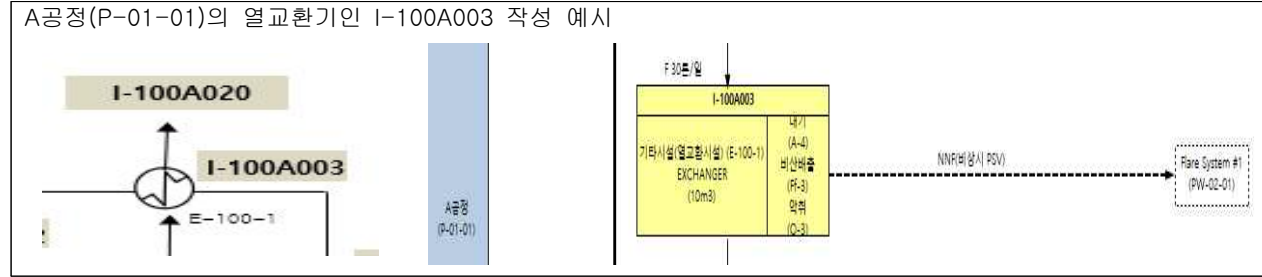 A공정(P-01-01)의 열교환기인 I-100A003 작성 예시
I-100A020
I-100A003
E-100-1
A공정
(P-01-01)
F 30톤/일
I-100A003
기타시설(열교환시설) (E-100-1)
EXCHANGER
(10m3)
대기
(A-4)
비산배출
(Ff-3)
악취
(O-3)
NNF(비상시 PSV)
Flare System #1
(PW-02-01)